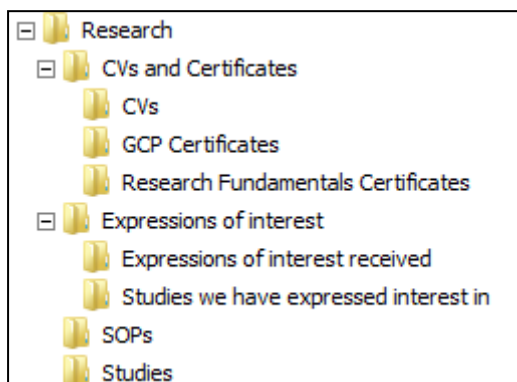 Research
CVs and Certificates
CVs
GCP Certificates
Research Fundamentals Certificates
Expressions of interest
Expressions of interest received
Studies we have expressed interest in
SOPs
Studies